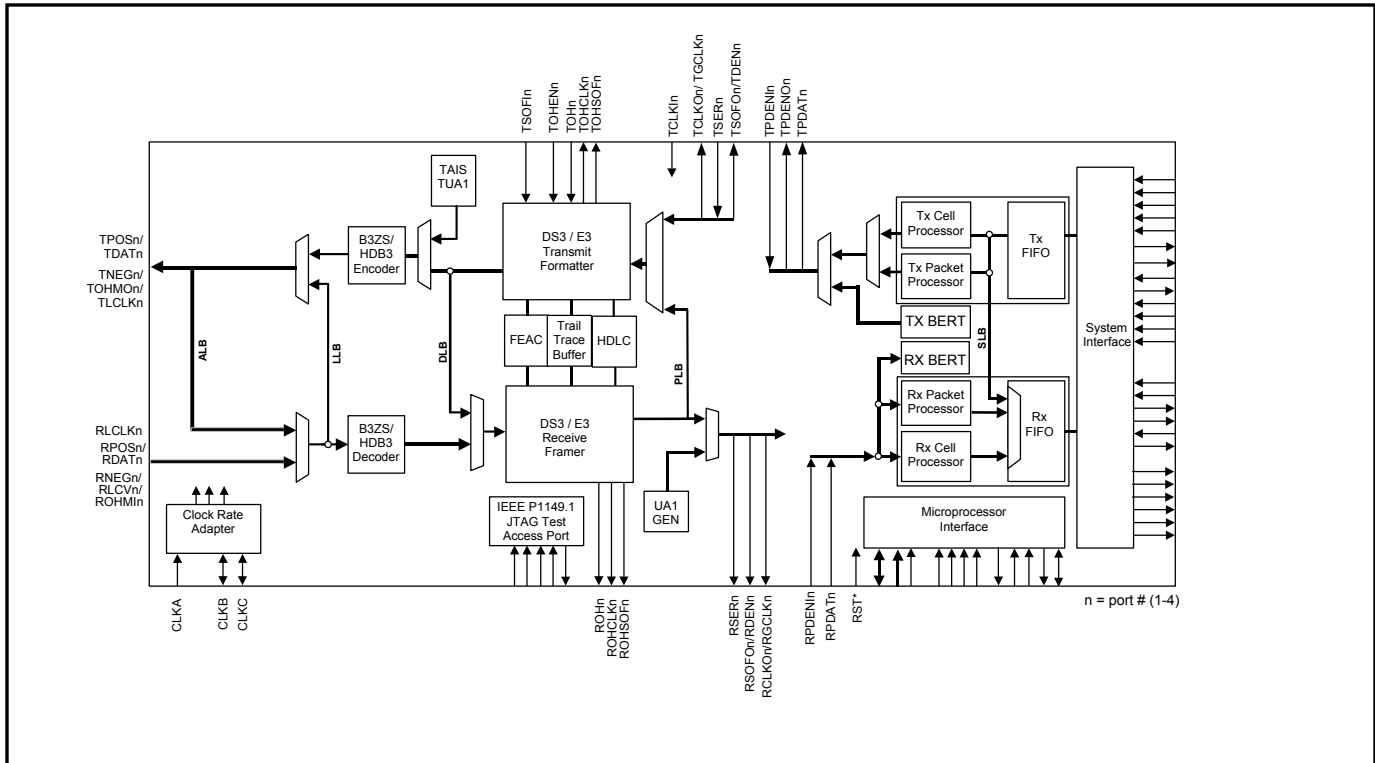 TSOFIn
TOHENn
TOHn
TOHCLKn
TOHSOFn
TCLKIn
TCLKOn/ TGCLKn
TSERn
TSOFOn/TDENn
TPDENIn
TPDENOn
TPDATn
TAIS
TUA1
TPOSn/
TDATn
TNEGn/
TOHMOn/
TLCLKn
B3ZS/
HDB3
Encoder
DS3 / E3
Transmit
Formatter
Tx Cell
Processor
Tx Packet
Processor
Tx
FIFO
TX BERT
System
Interface
ALB
LLB
DLB
FEAC
Trail
Trace
Buffer
HDLC
PLB
SLB
RX BERT
RLCLKn
RPOSn/
RDATn
RNEGn/
RLCVn/
ROHMIn
B3ZS/
HDB3
Decoder
DS3 / E3
Receive
Framer
Rx Packet
Processor
Rx Cell
Processor
Rx
FIFO
Clock Rate
Adapter
IEEE P1149.1
JTAG Test
Access Port
UA1
GEN
Microprocessor
Interface
CLKA
CLKB
CLKC
ROHn
ROHCLKn
ROHSOFn
RSERn
RSOFOn/RDENn
RCLKOn/RGCLKn
RPDENIn
RPDATn
RST*
n = port # (1-4)